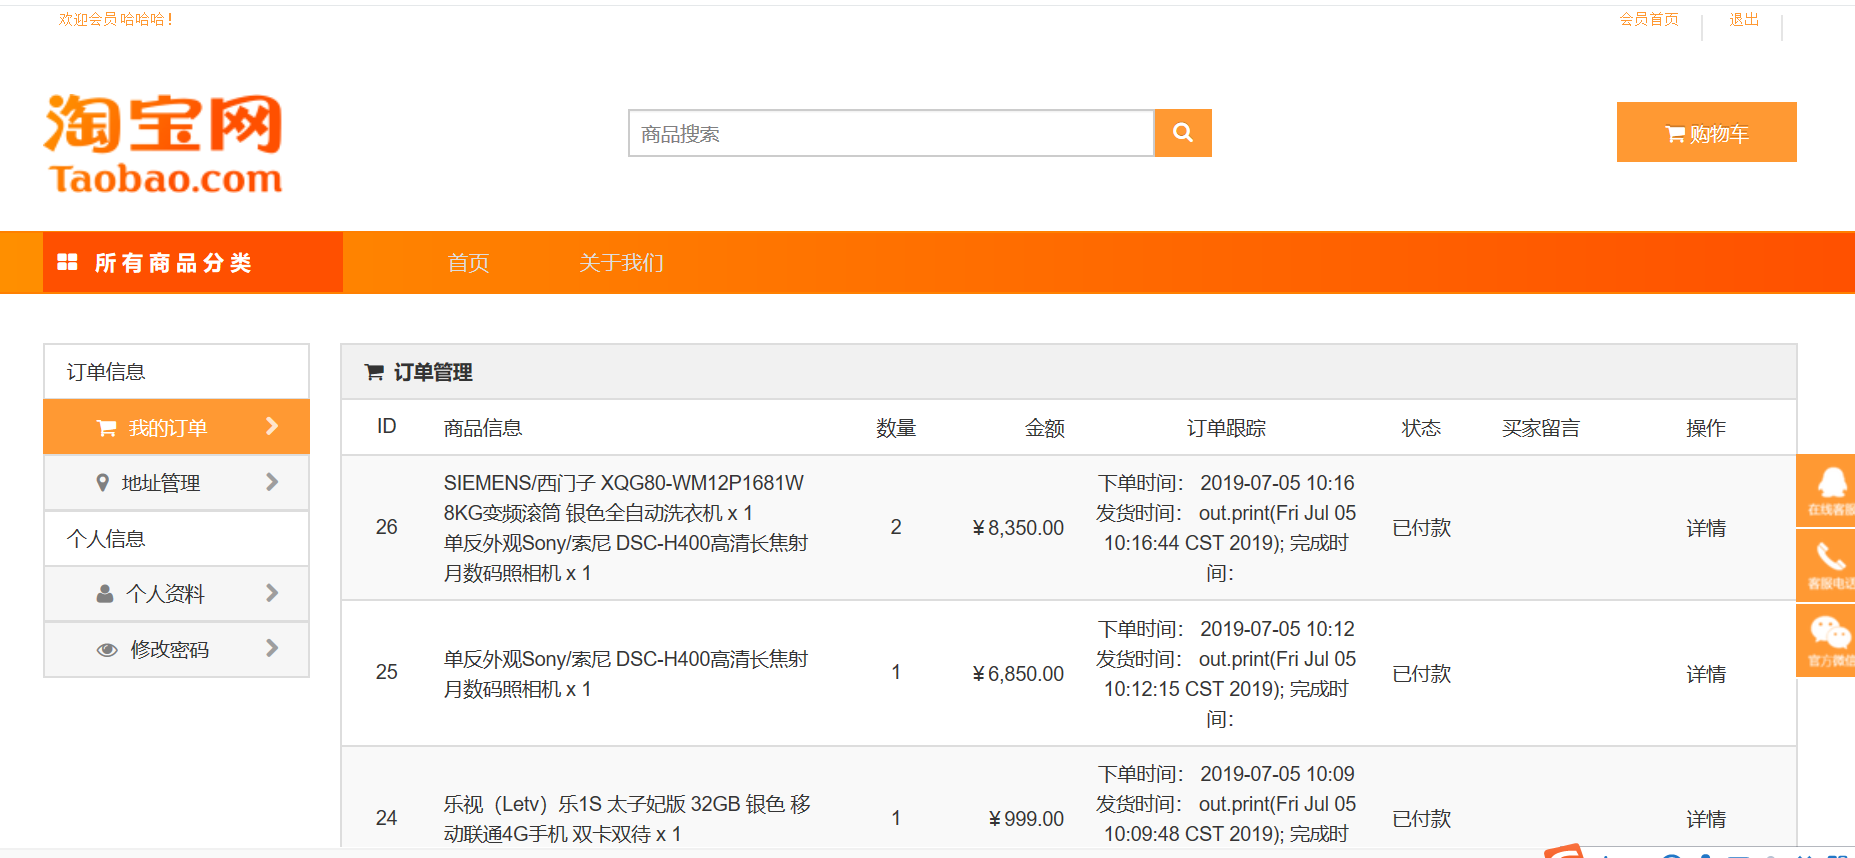 欢迎会员哈哈哈！
会员首页
退出
淘宝网
Taobao.com
商品搜索
购物车
所有商品分类
首页
关于我们
订单信息
我的订单
地址管理
个人信息
个人资料
修改密码
订单管理
ID 商品信息 数量 金额 订单跟踪 状态 买家留言 操作
26
SIEMENS/西门子 XQG80-WM12P1681W
8KG变频滚筒 银色全自动洗衣机 x 1
单反外观Sony/索尼 DSC-H400高清长焦射
月数码照相机 x 1
2
¥8,350.00
下单时间： 2019-07-05 10:16
发货时间： out.print(Fri Jul 05
10:16:44 CST 2019); 完成时
间：
已付款
详情
25
单反外观Sony/索尼 DSC-H400高清长焦射
月数码照相机 x 1
1
¥6,850.00
下单时间： 2019-07-05 10:12
发货时间： out.print(Fri Jul 05
10:12:15 CST 2019); 完成时
间：
已付款
详情
24
乐视（Letv）乐1S 太子妃版 32GB 银色 移
动联通4G手机 双卡双待 x 1
1
¥999.00
下单时间： 2019-07-05 10:09
发货时间： out.print(Fri Jul 05
10:09:48 CST 2019); 完成时
已付款
详情
在线客服
客服电话
官方微信